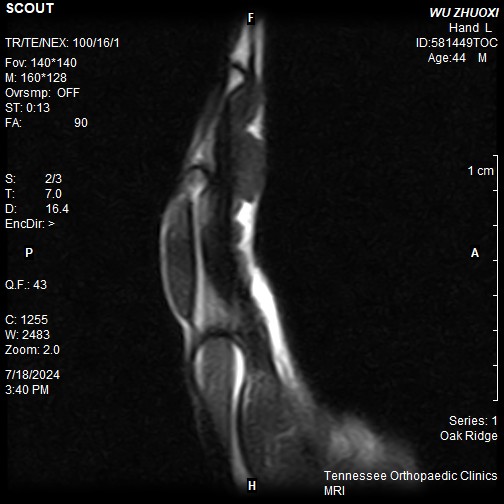 SCOUT
F
WU ZHUOXI
Hand L
ID:581449TOC
Age:44 M
TR/TE/NEX: 100/16/1
Fov: 140*140
M: 160*128
Ovrsmp: OFF
ST: 0:13
FA: 90
1 cm
S: 2/3
T: 7.0
D: 16.4
EncDir: >
P
A
Q.F.: 43
C: 1255
W: 2483
Zoom: 2.0
7/18/2024
3:40 PM
Series: 1
Oak Ridge
H
Tennessee Orthopaedic Clinics
MRI